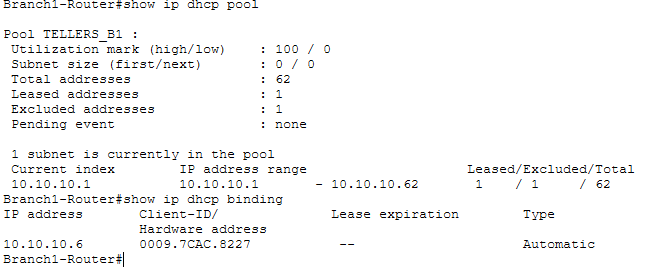 Branch1-Router#show ip dhcp pool
Pool TELLERS_B1 :
Utilization mark (high/low) : 100 / 0
Subnet size (first/next) : 0 / 0
Total addresses : 62
Leased addresses : 1
Excluded addresses : 1
Pending event : none
1 subnet is currently in the pool
Current index IP address range Leased/Excluded/Total
10.10.10.1 10.10.10.1 - 10.10.10.62 1 / 1 / 62
Branch1-Router#show ip dhcp binding
IP address Client-ID/ Lease expiration Type
Hardware address
10.10.10.6 0009.7CAC.8227 -- Automatic
Branch1-Router#